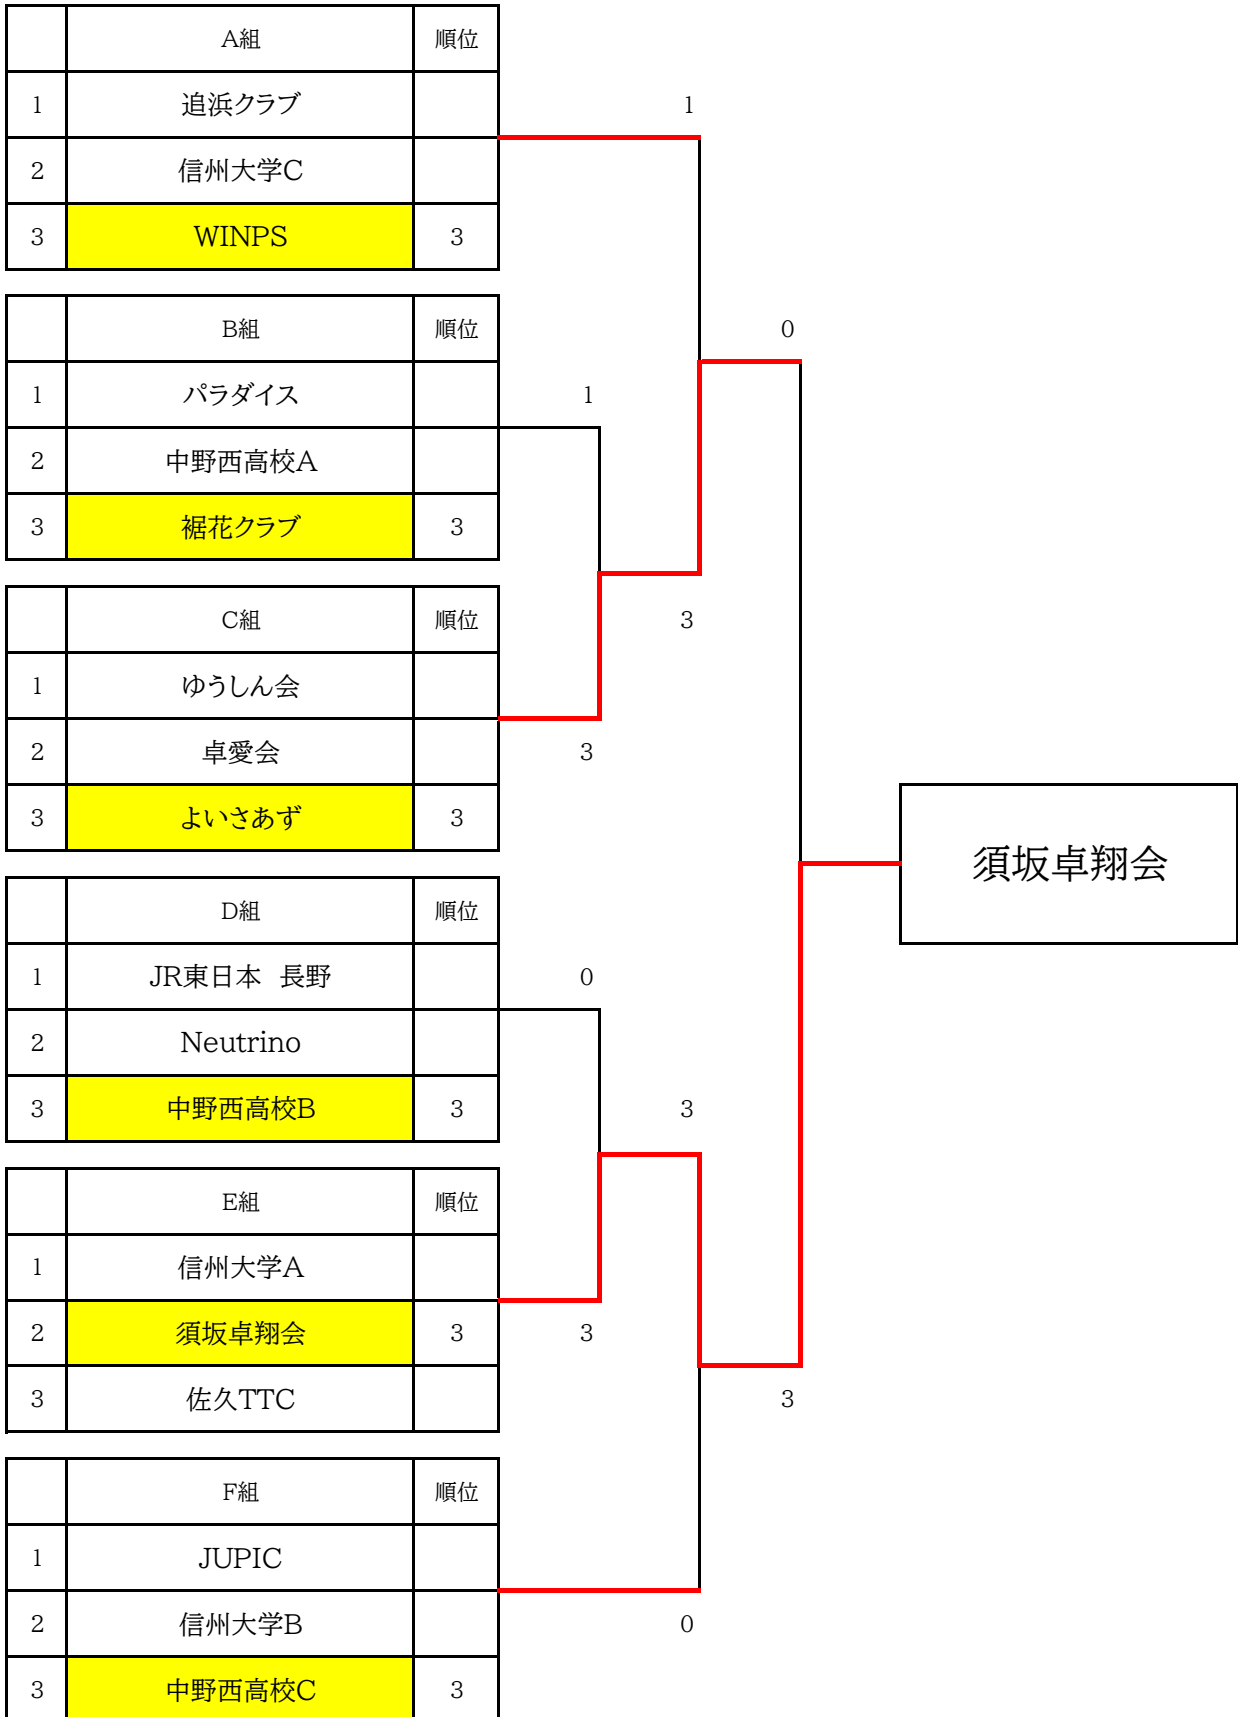 A組 順位
1 追浜クラブ 1
2 信州大学C
3 WINPS 3
B組 順位 0
1 パラダイス 1
2 中野西高校A
3 裾花クラブ 3
C組 順位 3
1 ゆうしん会
2 卓愛会 3
3 よいさあず 3
須坂卓翔会
D組 順位
1 JR東日本 長野 0
2 Neutrino
3 中野西高校B 3 3
E組 順位
1 信州大学A
2 須坂卓翔会 3 3
3 佐久TTC 3
F組 順位
1 JUPIC
2 信州大学B 0
3 中野西高校C 3